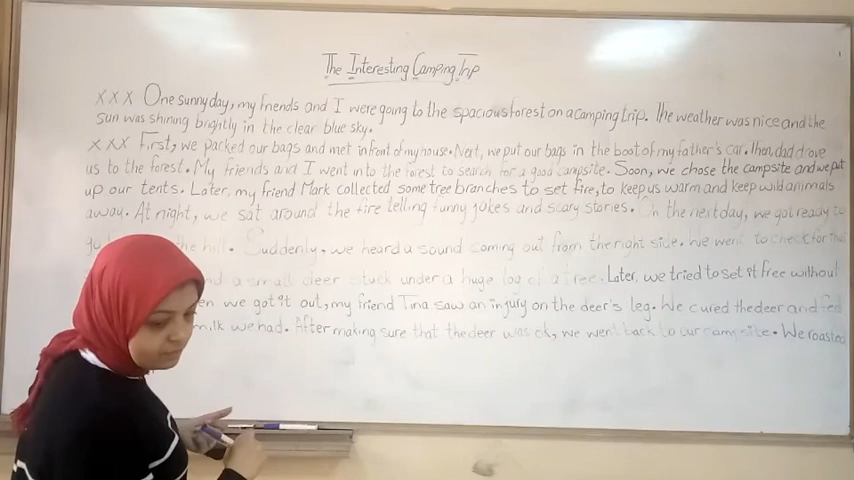 The Interesting Camping Trip
xxx One sunny day, my friends and I were going to the spacious forest on a camping trip. The weather was nice and the
sun was shining brightly in the clear blue sky.
xxx First, we packed our bags and met in front of my house. Next, we put our bags in the boot of my father's car. Then, dad drove
us to the forest. My friends and I went into the forest to search for a good campsite. Soon, we chose the campsite and we put
up our tents. Later, my friend Mark collected some tree branches to set fire, to keep us warm and keep wild animals
away. At night, we sat around the fire telling funny jokes and scary stories. On the next day, we got ready to
the hill. Suddenly, we heard a sound coming out from the right side. We went to check for
a small deer stuck under a huge log of a tree. Later, we tried to set it free without
we got it out, my friend Tina saw an injury on the deer's leg. We cured the deer and fed
milk we had. After making sure that the deer was ok, we went back to our campsite. We roasted